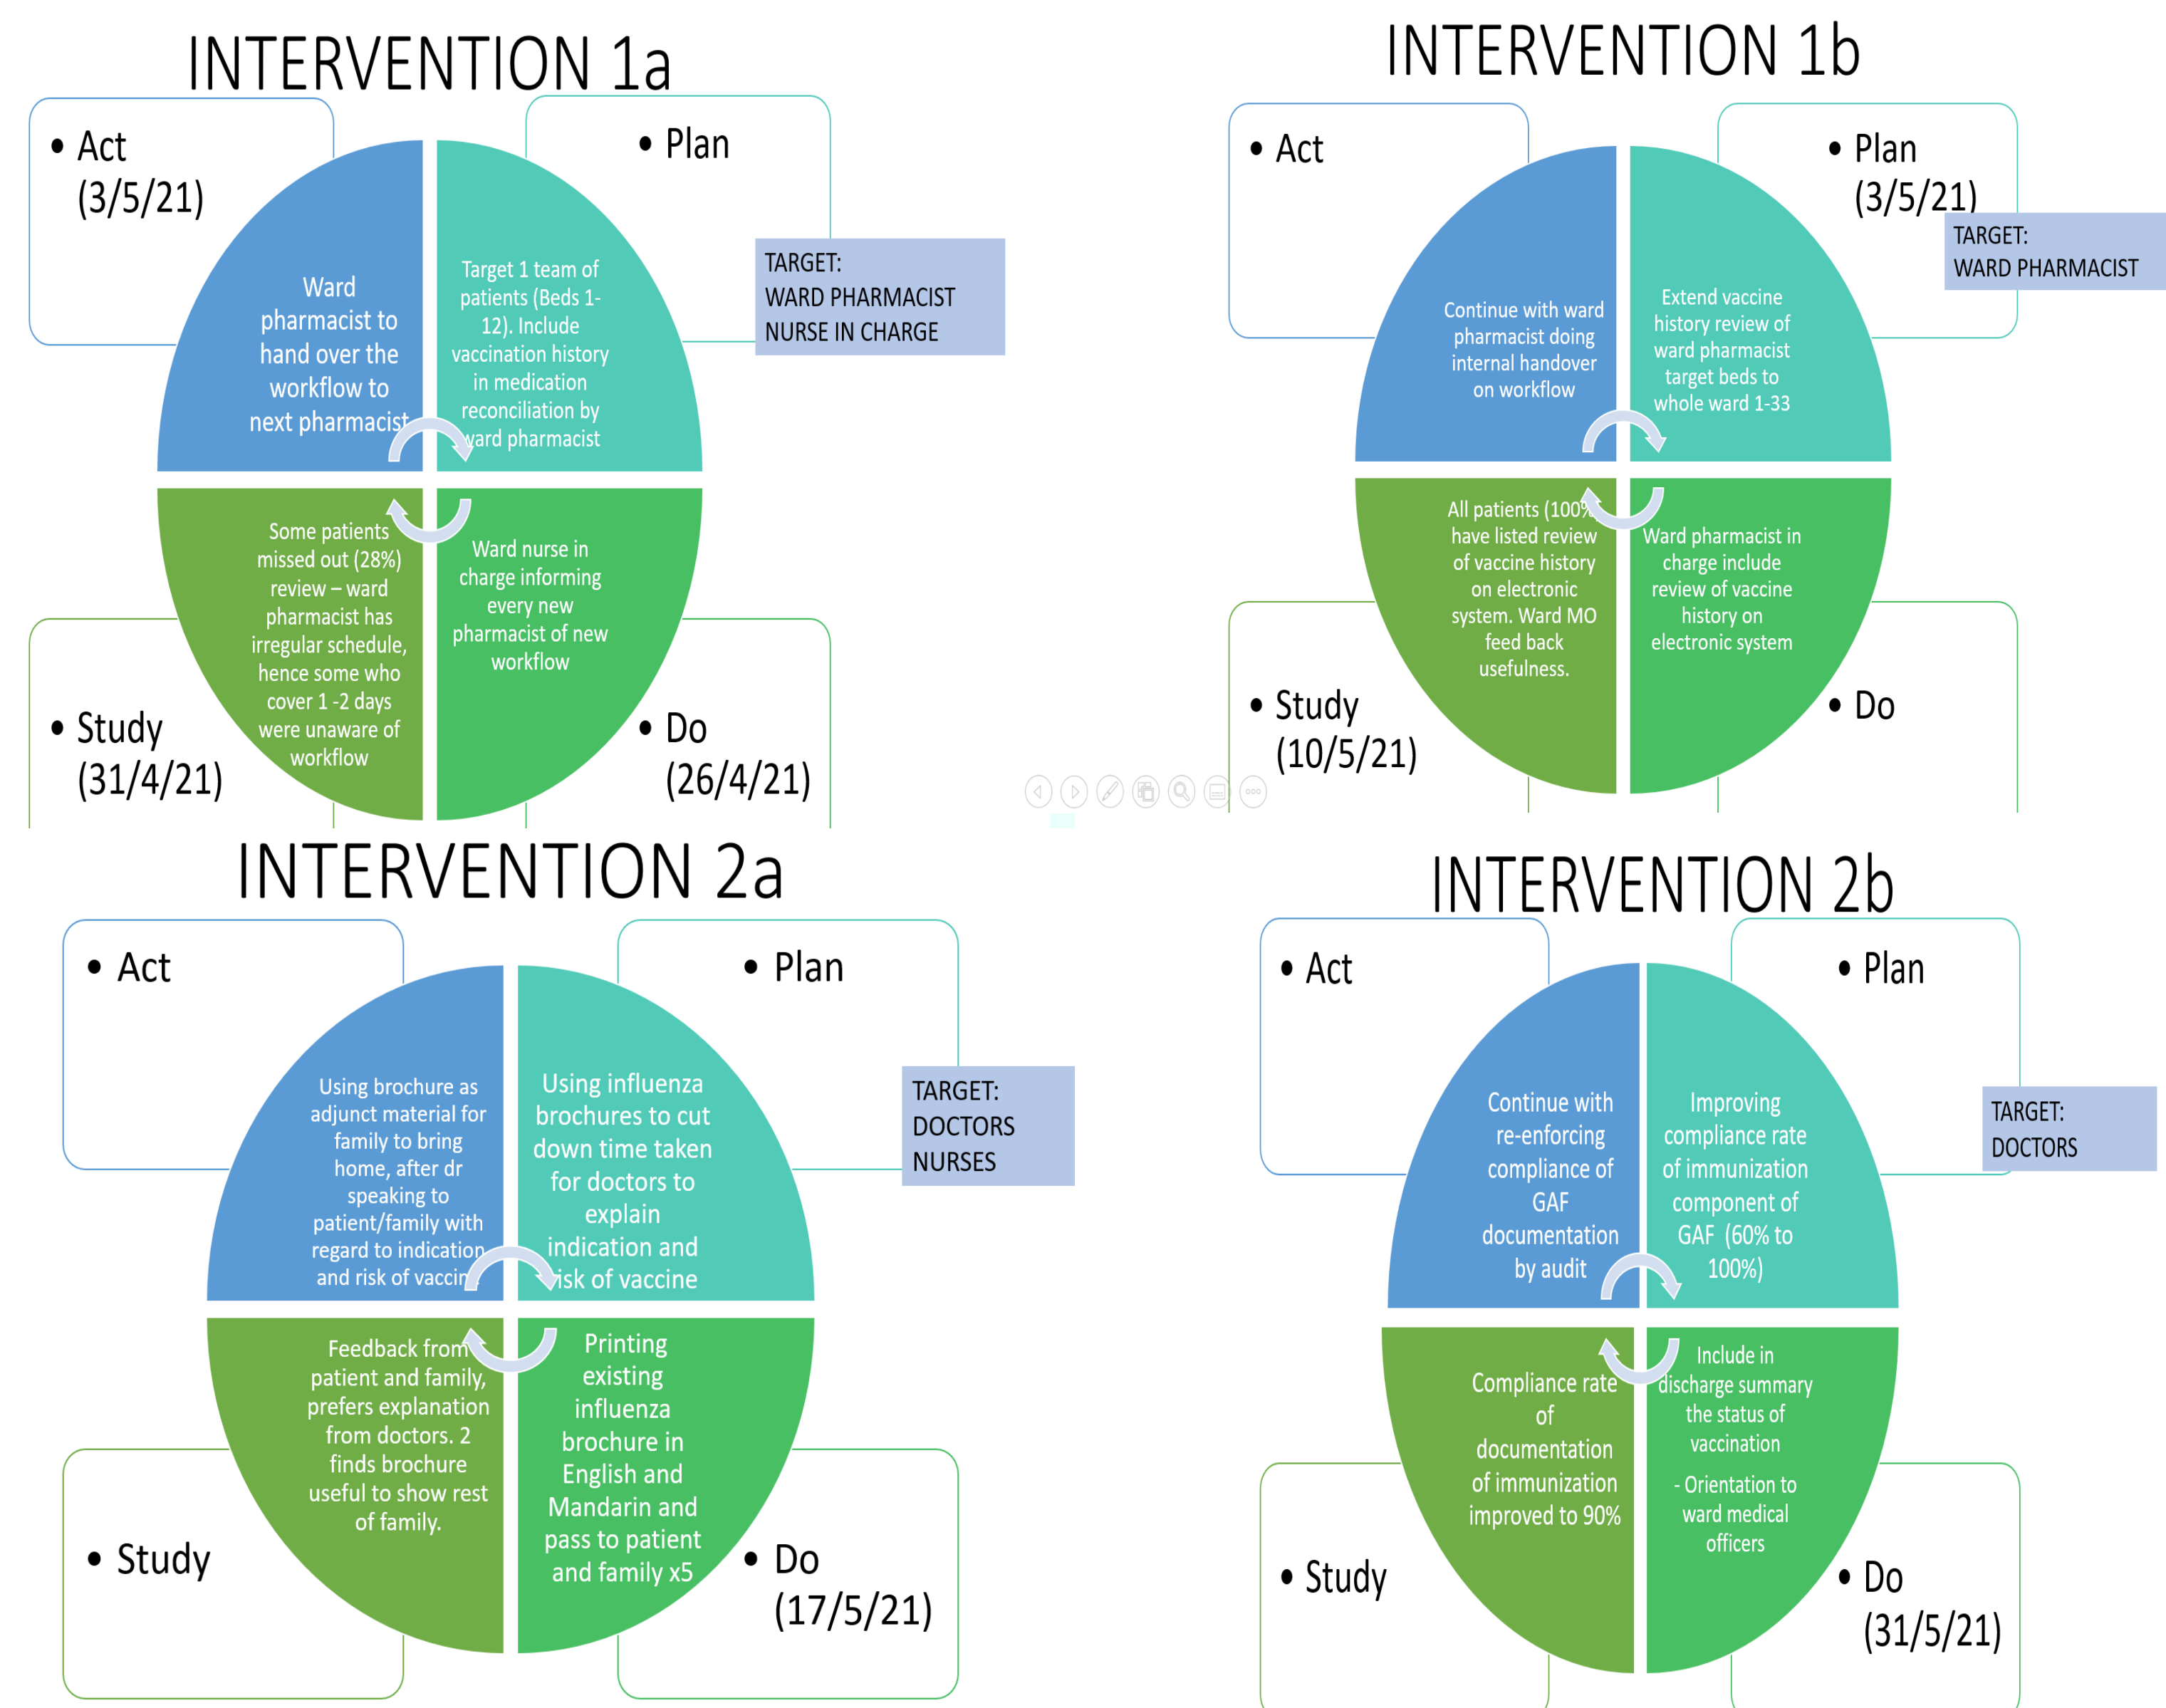 INTERVENTION 1a
• Act
(3/5/21)
Ward
pharmacist to
hand over the
workflow to
next pharmacist
• Plan
Target 1 team of
patients (Beds 1-
12). Include
vaccination history
in medication
reconciliation by
ward pharmacist
TARGET:
WARD PHARMACIST
NURSE IN CHARGE
Some patients
missed out (28%)
review – ward
pharmacist has
irregular schedule,
hence some who
cover 1 -2 days
were unaware of
workflow
• Study
(31/4/21)
Ward nurse in
charge informing
every new
pharmacist of new
workflow
• Do
(26/4/21)
INTERVENTION 1b
• Act
Continue with ward
pharmacist doing
internal handover
on workflow
• Plan
(3/5/21)
Extend vaccine
history review of
ward pharmacist
target beds to
whole ward 1-33
TARGET:
WARD PHARMACIST
All patients (100%
have listed review
of vaccine history
on electronic
system. Ward MO
feed back
usefulness.
• Study
(10/5/21)
Ward pharmacist in
charge include
review of vaccine
history on
electronic system
• Do
INTERVENTION 2a
• Act
Using brochure as
adjunct material for
family to bring
home, after dr
speaking to
patient/family with
regard to indication
and risk of vaccine
• Plan
Using influenza
brochures to cut
down time taken
for doctors to
explain
indication and
risk of vaccine
TARGET:
DOCTORS
NURSES
Feedback from
patient and family,
prefers explanation
from doctors. 2
finds brochure
useful to show rest
of family.
• Study
Printing
existing
influenza
brochure in
English and
Mandarin and
pass to patient
and family x5
• Do
(17/5/21)
INTERVENTION 2b
• Act
Continue with
re-enforcing
compliance of
GAF
documentation
by audit
• Plan
Improving
compliance rate
of immunization
component of
GAF (60% to
100%)
TARGET:
DOCTORS
Compliance rate
of
documentation
of immunization
improved to 90%
• Study
Include in
discharge summary
the status of
vaccination
- Orientation to
ward medical
officers
• Do
(31/5/21)